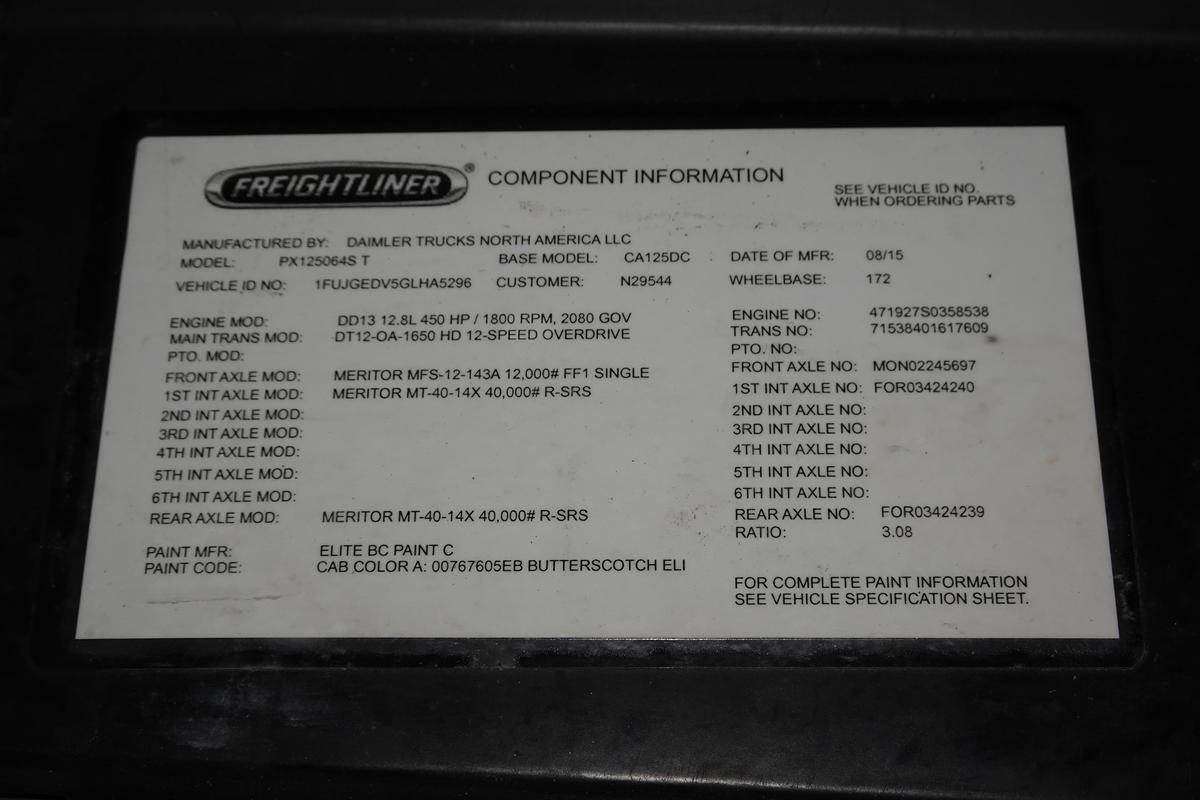 FREIGHTLINER® COMPONENT INFORMATION
SEE VEHICLE ID NO.
WHEN ORDERING PARTS
MANUFACTURED BY: DAIMLER TRUCKS NORTH AMERICA LLC
MODEL: PX125064S T BASE MODEL: CA125DC DATE OF MFR: 08/15
VEHICLE ID NO: 1FUJGEDV5GLHA5296 CUSTOMER: N29544 WHEELBASE: 172
ENGINE MOD: DD13 12.8L 450 HP / 1800 RPM, 2080 GOV ENGINE NO: 471927S0358538
MAIN TRANS MOD: DT12-OA-1650 HD 12-SPEED OVERDRIVE TRANS NO: 71538401617609
PTO. MOD: PTO. NO:
FRONT AXLE MOD: MERITOR MFS-12-143A 12,000# FF1 SINGLE FRONT AXLE NO: MON02245697
1ST INT AXLE MOD: MERITOR MT-40-14X 40,000# R-SRS 1ST INT AXLE NO: FOR03424240
2ND INT AXLE MOD: 2ND INT AXLE NO:
3RD INT AXLE MOD: 3RD INT AXLE NO:
4TH INT AXLE MOD: 4TH INT AXLE NO:
5TH INT AXLE MOD: 5TH INT AXLE NO:
6TH INT AXLE MOD: 6TH INT AXLE NO:
REAR AXLE MOD: MERITOR MT-40-14X 40,000# R-SRS REAR AXLE NO: FOR03424239
RATIO: 3.08
PAINT MFR: ELITE BC PAINT C
PAINT CODE: CAB COLOR A: 00767605EB BUTTERSCOTCH ELI
FOR COMPLETE PAINT INFORMATION
SEE VEHICLE SPECIFICATION SHEET.